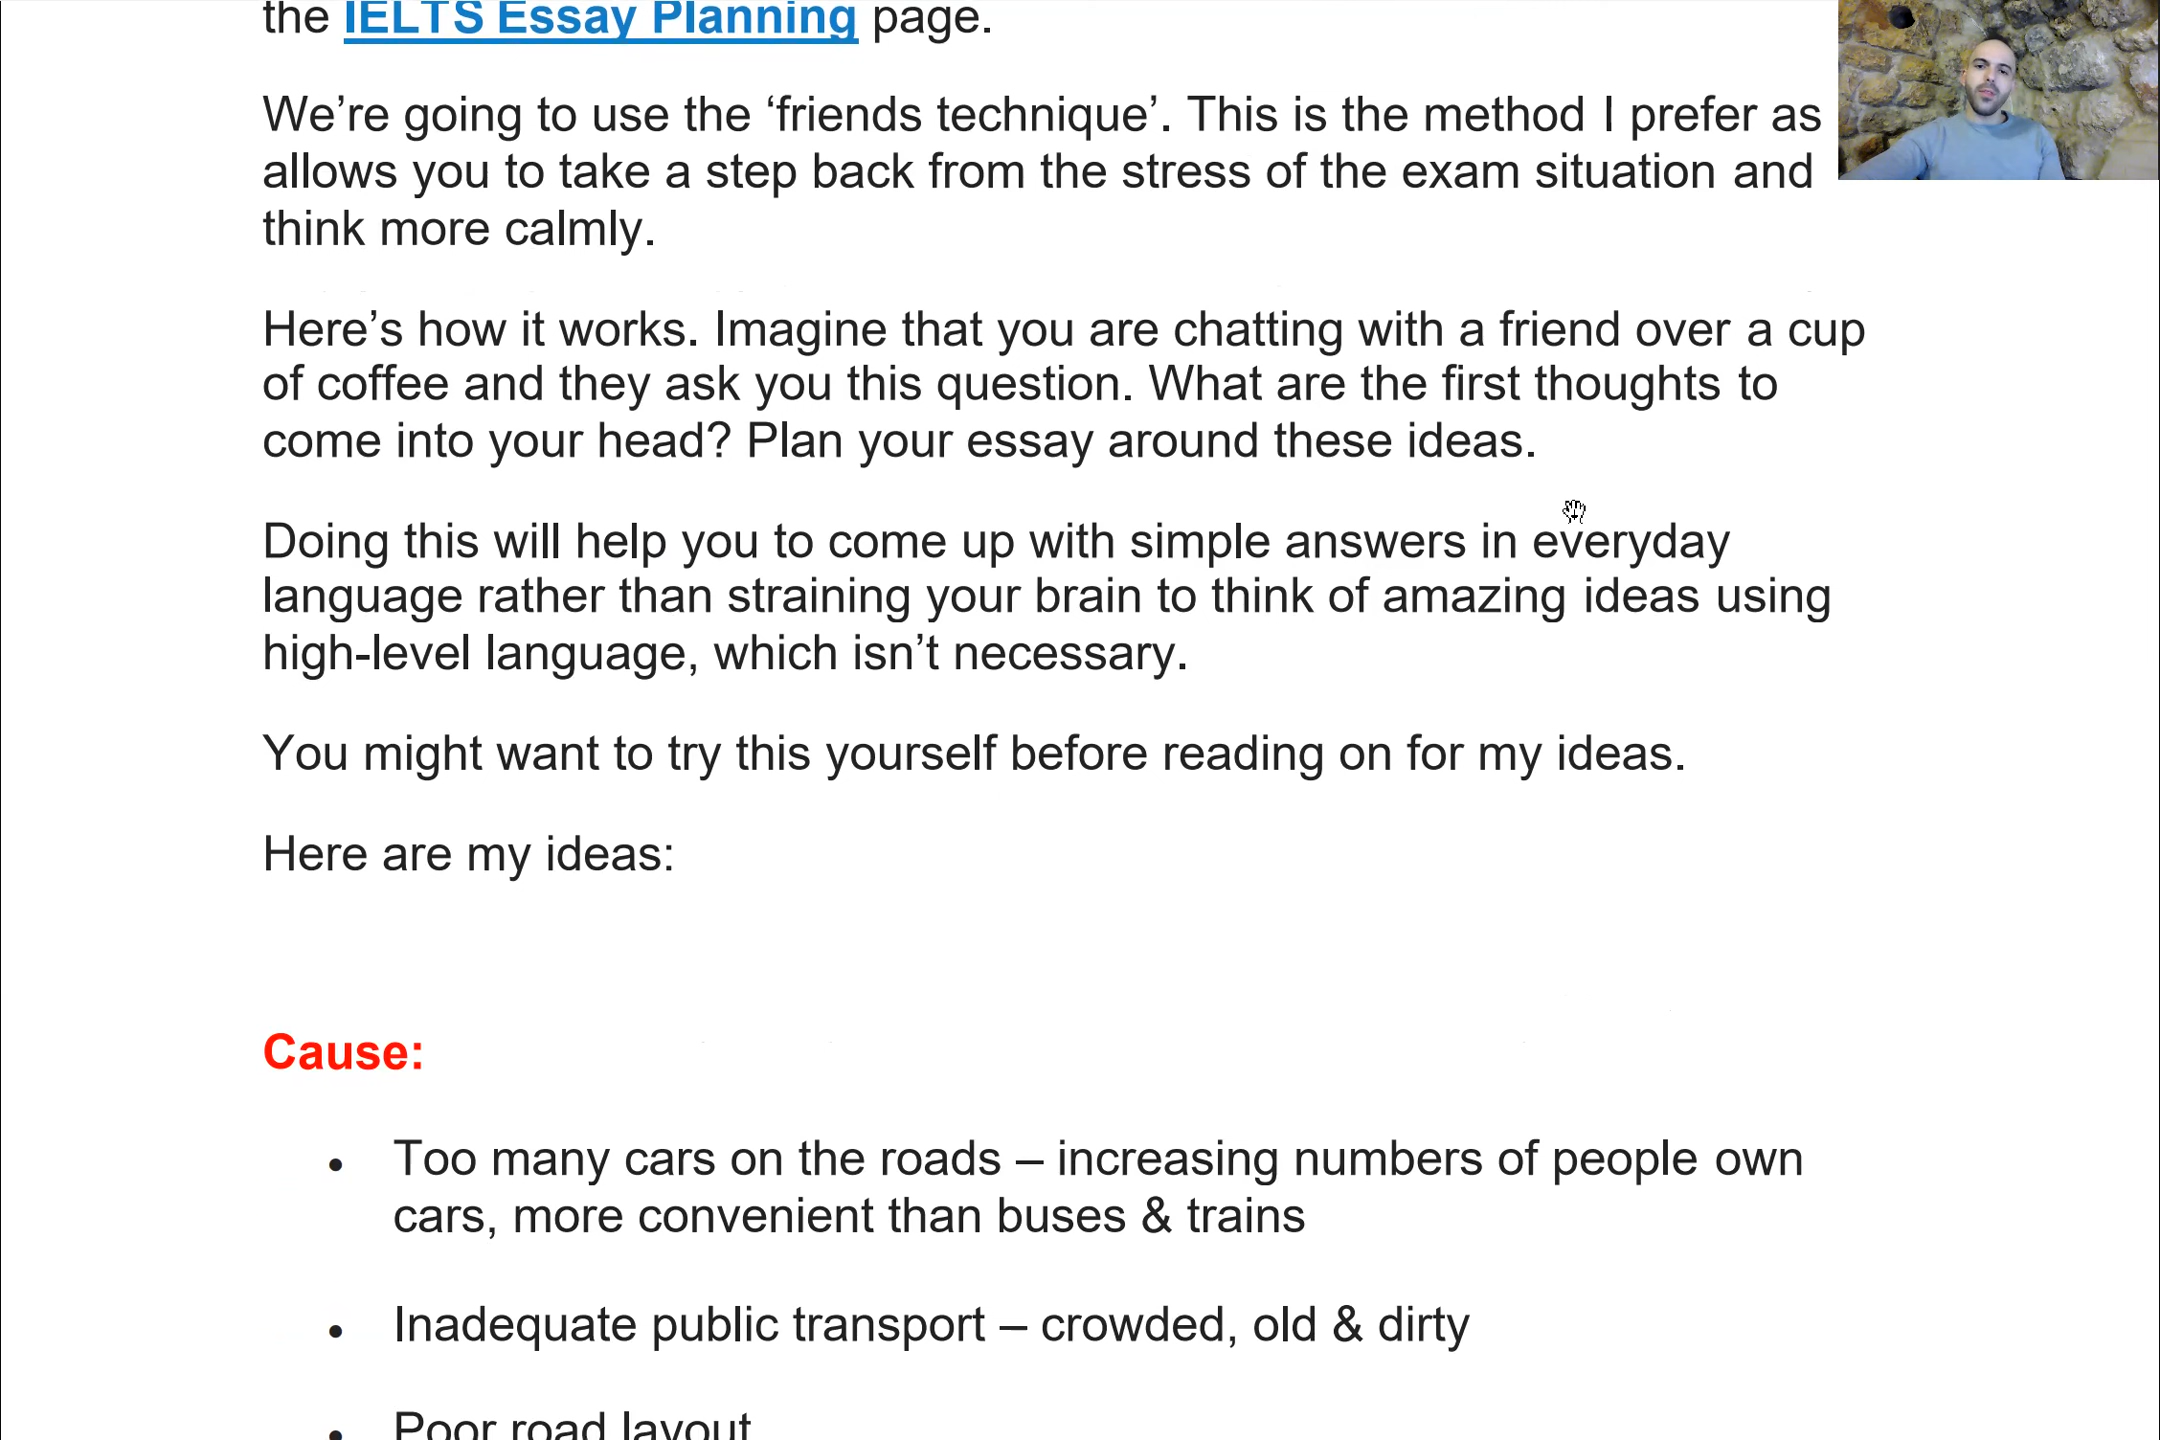 the IELTS Essay Planning page.
We’re going to use the ‘friends technique’. This is the method I prefer as
allows you to take a step back from the stress of the exam situation and
think more calmly.
Here’s how it works. Imagine that you are chatting with a friend over a cup
of coffee and they ask you this question. What are the first thoughts to
come into your head? Plan your essay around these ideas.
Doing this will help you to come up with simple answers in everyday
language rather than straining your brain to think of amazing ideas using
high-level language, which isn’t necessary.
You might want to try this yourself before reading on for my ideas.
Here are my ideas:
Cause:
• Too many cars on the roads – increasing numbers of people own
cars, more convenient than buses & trains
• Inadequate public transport – crowded, old & dirty
• Poor road layout